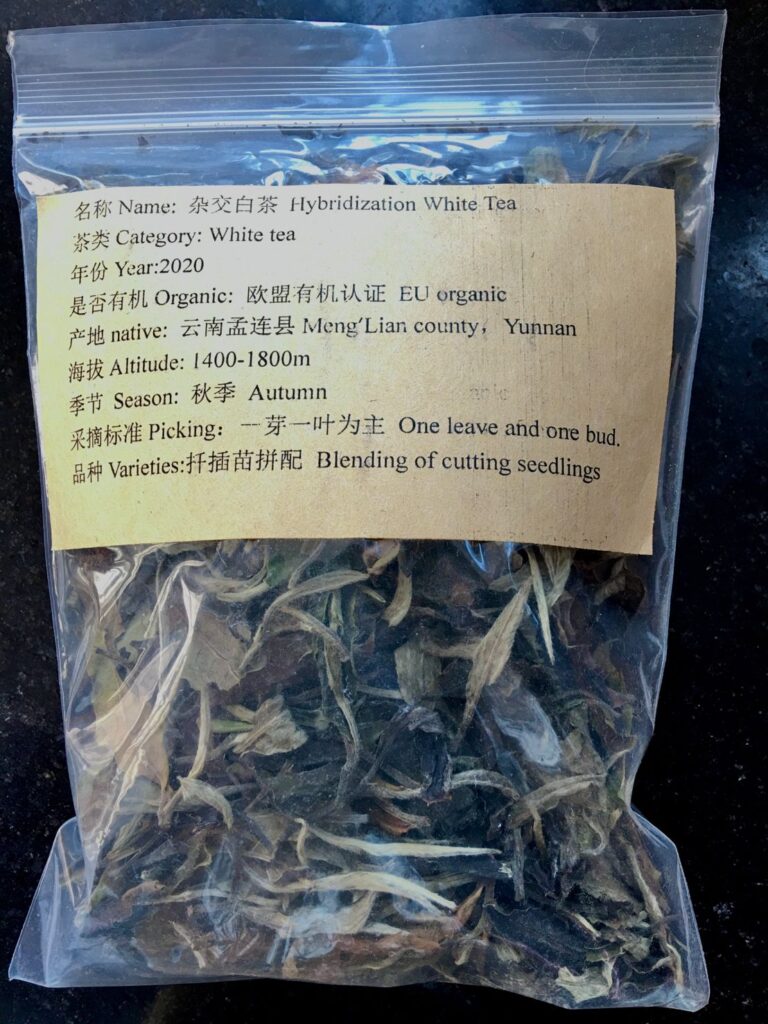 名称 Name: 杂交白茶 Hybridization White Tea
茶类 Category: White tea
年份 Year:2020
是否有机 Organic: 欧盟有机认证 EU organic
产地 native: 云南孟连县 Meng'Lian county, Yunnan
海拔 Altitude: 1400-1800m
季节 Season: 秋季 Autumn
采摘标准 Picking: 一芽一叶为主 One leave and one bud.
品种 Varieties:扦插苗拼配 Blending of cutting seedlings